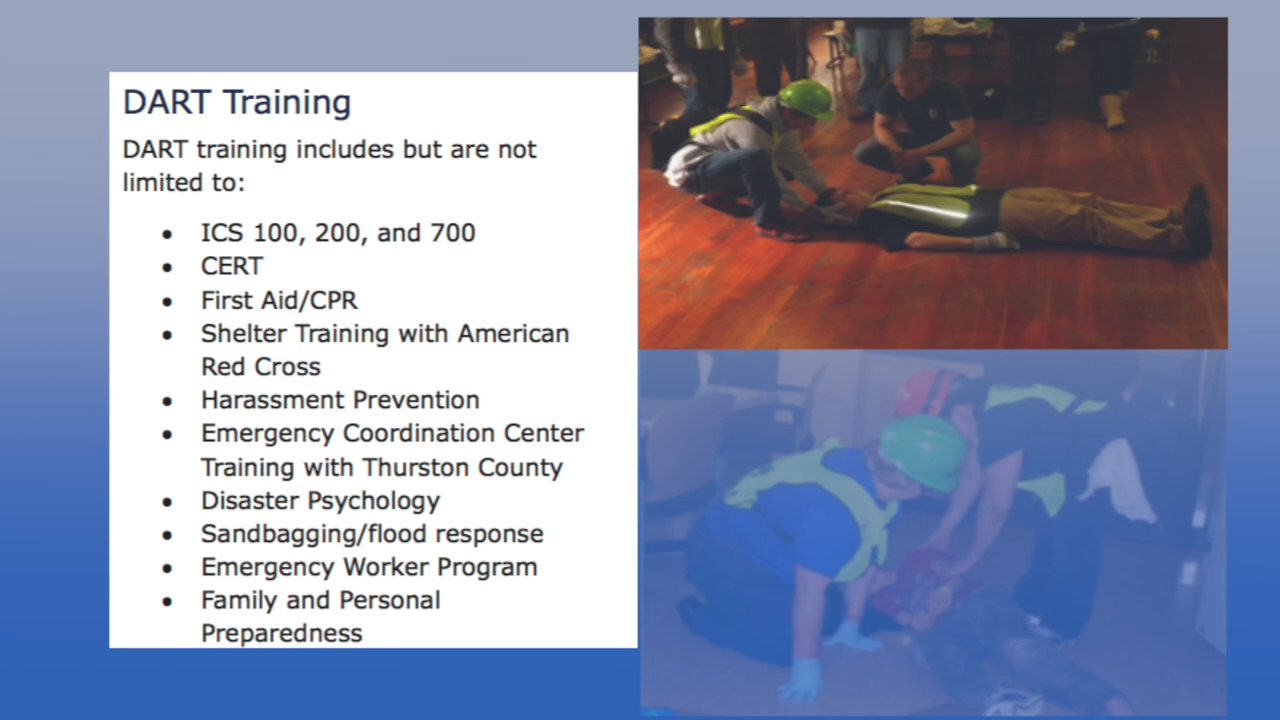 DART Training
DART training includes but are not
limited to:
• ICS 100, 200, and 700
• CERT
• First Aid/CPR
• Shelter Training with American
Red Cross
• Harassment Prevention
• Emergency Coordination Center
Training with Thurston County
• Disaster Psychology
• Sandbagging/flood response
• Emergency Worker Program
• Family and Personal
Preparedness